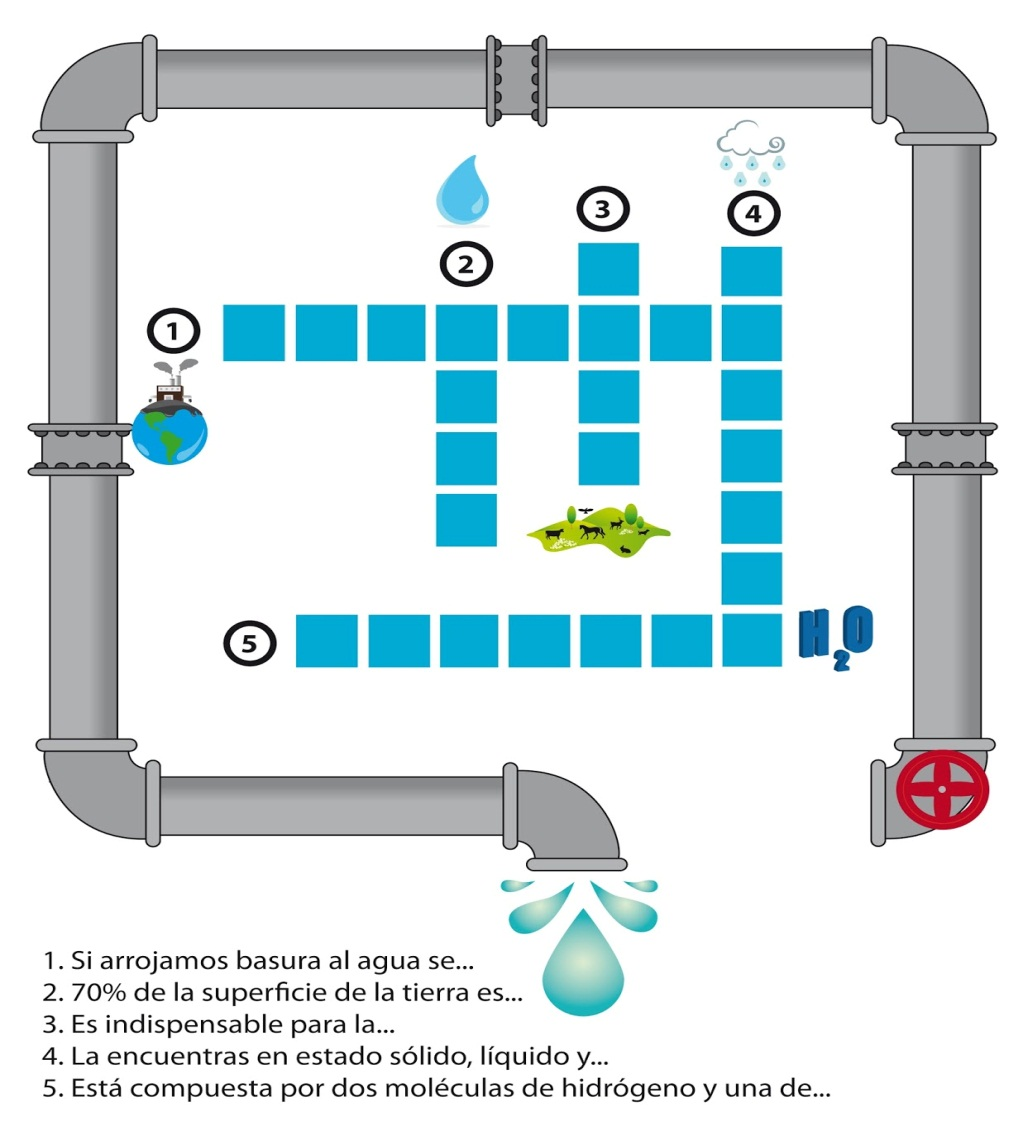 3
4
2
1
5
H2O
1. Si arrojamos basura al agua se...
2. 70% de la superficie de la tierra es...
3. Es indispensable para la...
4. La encuentras en estado sólido, líquido y...
5. Está compuesta por dos moléculas de hidrógeno y una de...